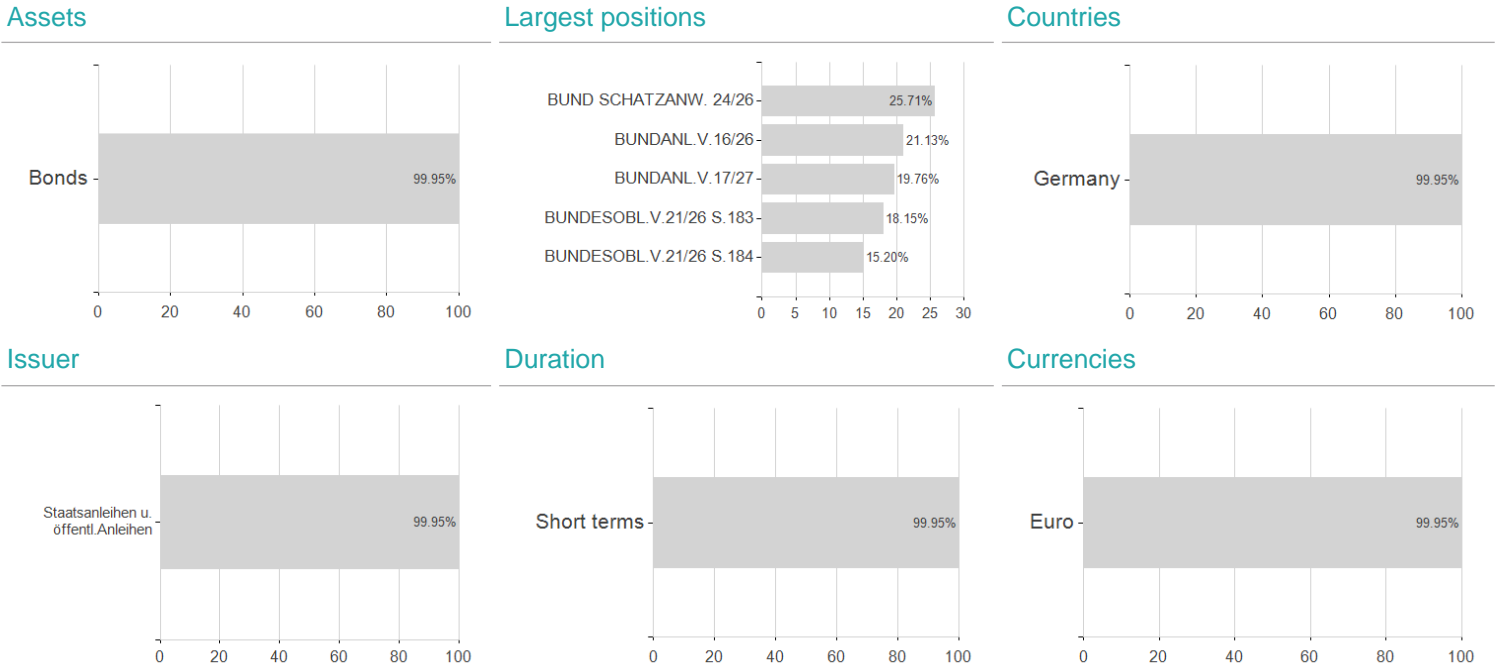 Assets
Bonds
99.95%
0 20 40 60 80 100
Largest positions
BUND SCHATZANW. 24/26
25.71%
BUNDANL.V.16/26
21.13%
BUNDANL.V.17/27
19.76%
BUNDESOBL.V.21/26 S.183
18.15%
BUNDESOBL.V.21/26 S.184
15.20%
0 5 10 15 20 25 30
Countries
Germany
99.95%
0 20 40 60 80 100
Issuer
Staatsanleihen u.
öffentl.Anleihen
99.95%
0 20 40 60 80 100
Duration
Short terms
99.95%
0 20 40 60 80 100
Currencies
Euro
99.95%
0 20 40 60 80 100